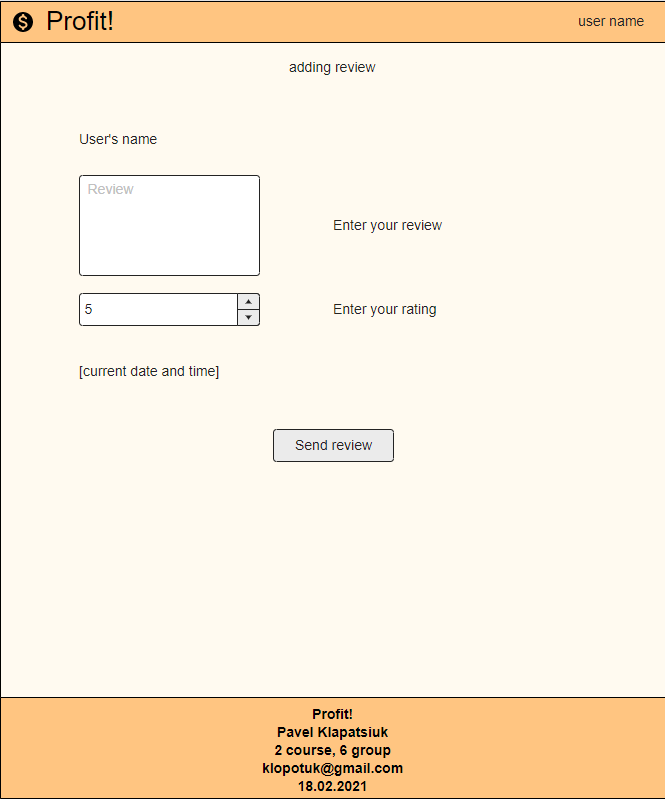 Profit!
user name
adding review
User's name
Review
Enter your review
5
Enter your rating
[current date and time]
Send review
Profit!
Pavel Klapatsiuk
2 course, 6 group
klopotuk@gmail.com
18.02.2021